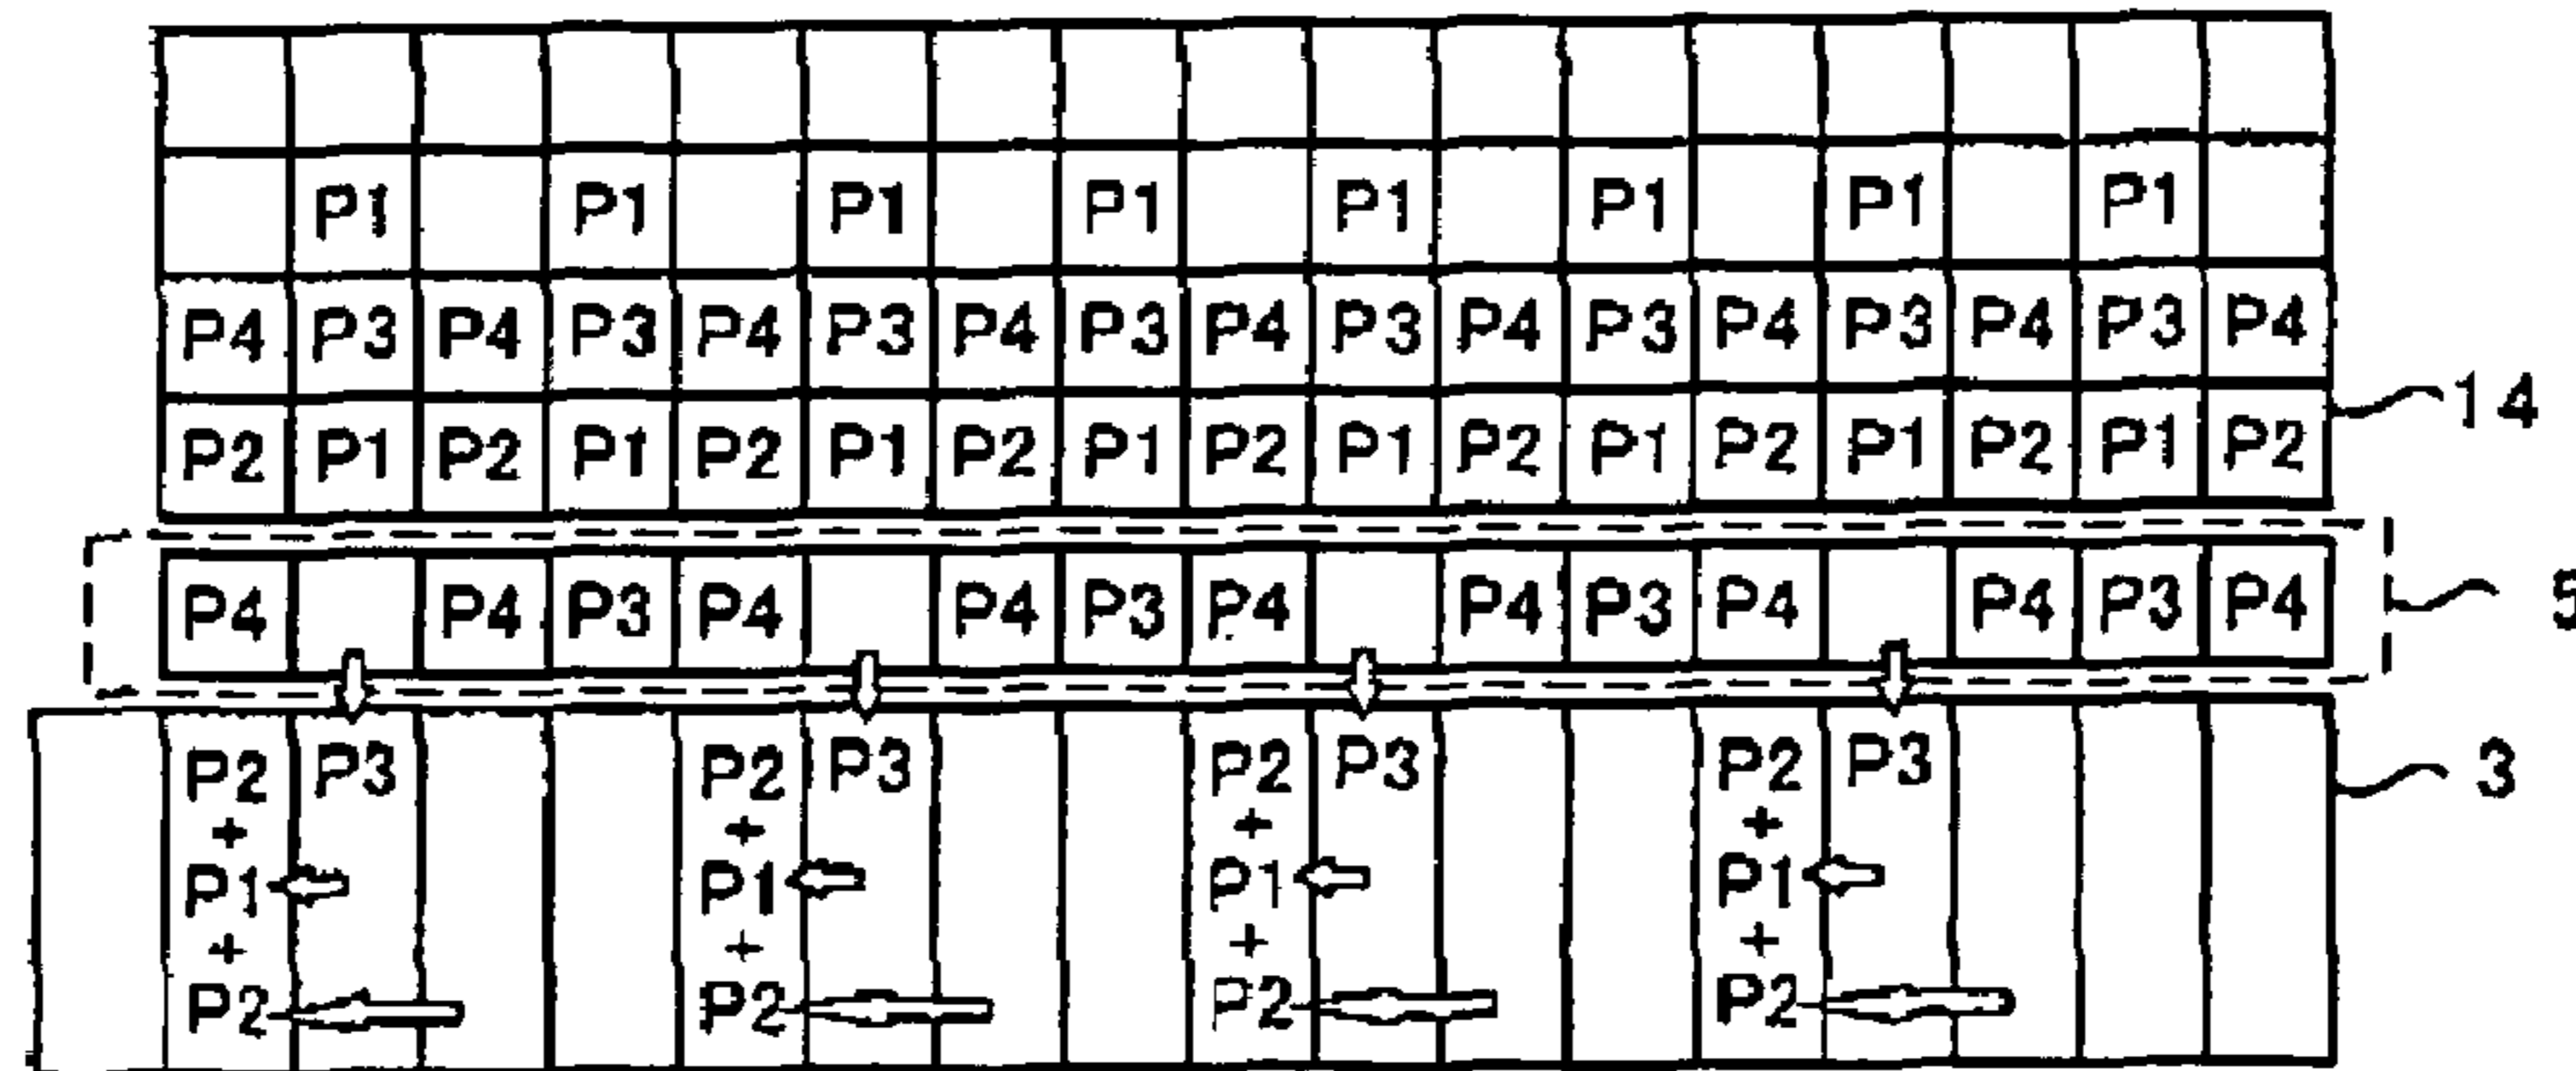 P1 P1 P1 P1 P1 P1 P1 P1
P4 P3 P4 P3 P4 P3 P4 P3 P4 P3 P4 P3 P4 P3 P4 P3 P4
14
P2 P1 P2 P1 P2 P1 P2 P1 P2 P1 P2 P1 P2 P1 P2 P1 P2
P4 P4 P3 P4 P4 P3 P4 P4 P3 P4 P4 P3 P4
P2 P3 P2 P3 P2 P3 P2 P3 3
+ + + +
P1 P1 P1 P1
+ + + +
P2 P2 P2 P2